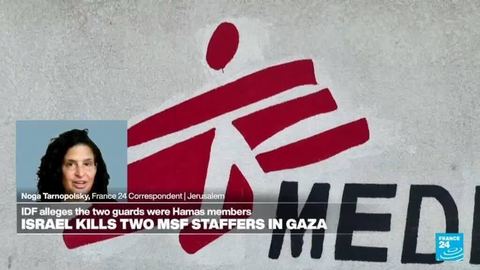 MEDI
Noga Tarnopolsky, France 24 Correspondent | Jerusalem
IDF alleges the two guards were Hamas members
ISRAEL KILLS TWO MSF STAFFERS IN GAZA
FRANCE
24